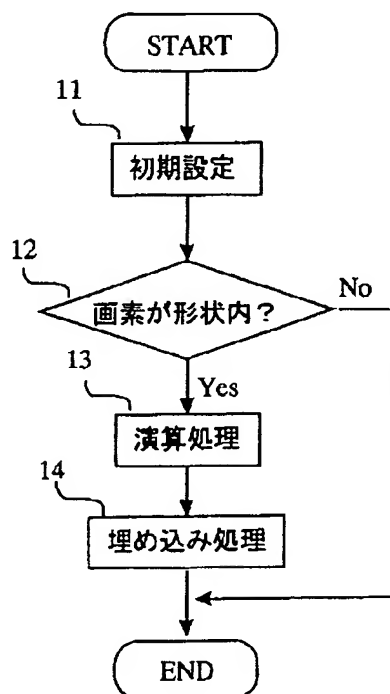 START
11
初期設定
12
画素が形状内?
No
Yes
13
演算処理
14
埋め込み処理
END